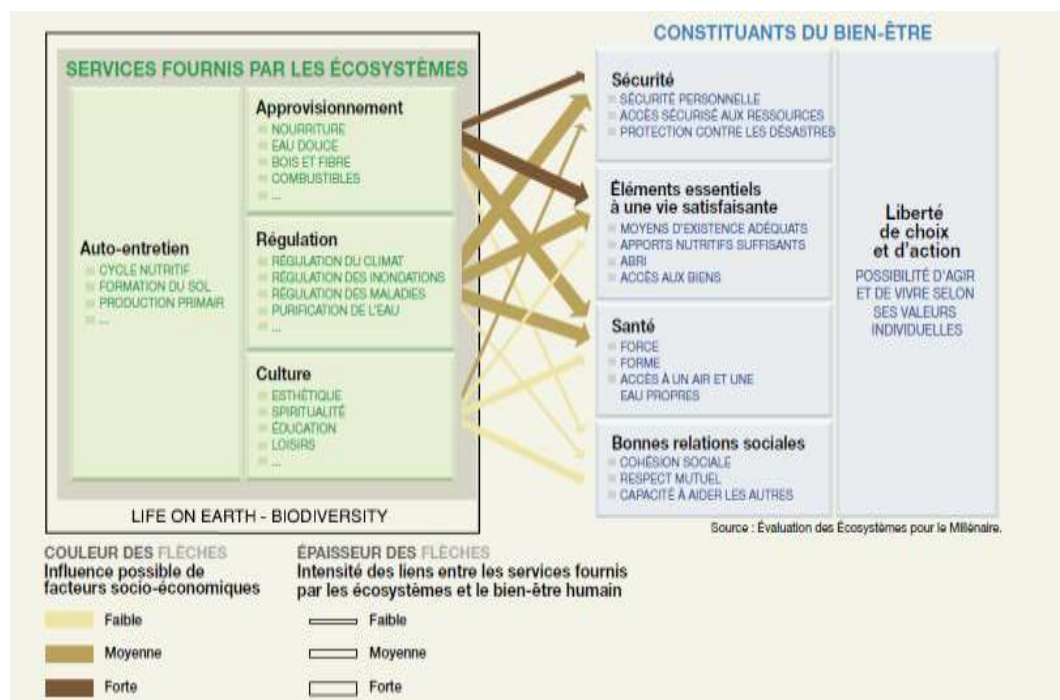 CONSTITUANTS DU BIEN-ÊTRE
SERVICES FOURNIS PAR LES ÉCOSYSTÈMES
Auto-entretien
CYCLE NUTRITIF
FORMATION DU SOL
PRODUCTION PRIMAIR
...
Approvisionnement
NOURRITURE
EAU DOUCE
BOIS ET FIBRE
COMBUSTIBLES
...
Régulation
RÉGULATION DU CLIMAT
RÉGULATION DES INONDATIONS
RÉGULATION DES MALADIES
PURIFICATION DE L'EAU
...
Culture
ESTHÉTIQUE
SPIRITUALITÉ
ÉDUCATION
LOISIRS
...
LIFE ON EARTH - BIODIVERSITY
Sécurité
SÉCURITÉ PERSONNELLE
ACCÈS SÉCURISÉ AUX RESSOURCES
PROTECTION CONTRE LES DÉSASTRES
Éléments essentiels
à une vie satisfaisante
MOYENS D'EXISTENCE ADÉQUATS
APPORTS NUTRITIFS SUFFISANTS
ABRI
ACCÈS AUX BIENS
Santé
FORCE
FORME
ACCÈS À UN AIR ET UNE
EAU PROPRES
Bonnes relations sociales
COHÉSION SOCIALE
RESPECT MUTUEL
CAPACITÉ À AIDER LES AUTRES
Liberté
de choix
et d'action
POSSIBILITÉ D'AGIR
ET DE VIVRE SELON
SES VALEURS
INDIVIDUELLES
Source : Évaluation des Écosystèmes pour le Millénaire.
COULEUR DES FLÈCHES
Influence possible de
facteurs socio-économiques
Faible
Moyenne
Forte
ÉPAISSEUR DES FLÈCHES
Intensité des liens entre les services fournis
par les écosystèmes et le bien-être humain
Faible
Moyenne
Forte